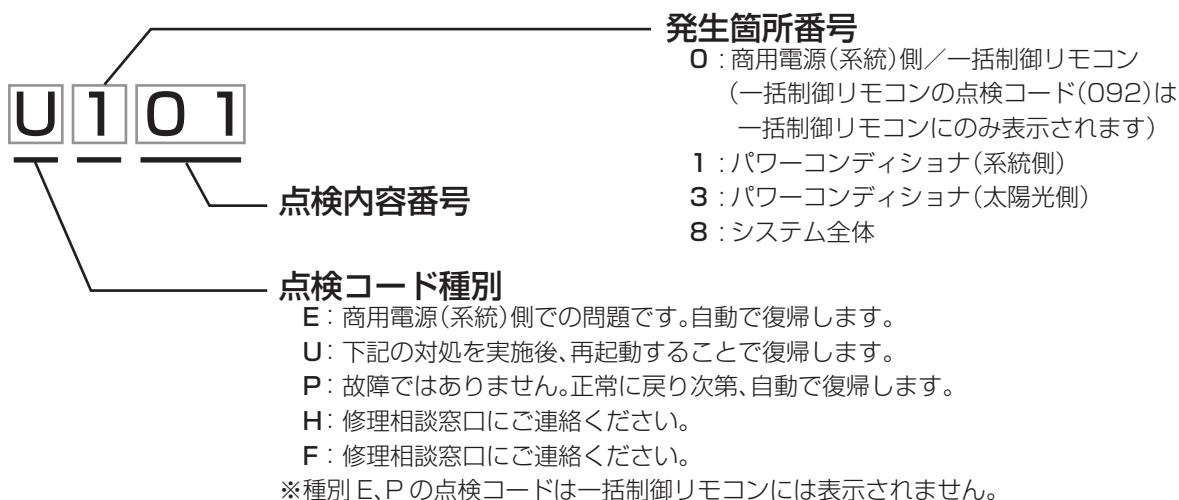 発生箇所番号
0：商用電源（系統）側／一括制御リモコン
（一括制御リモコンの点検コード（092）は
一括制御リモコンにのみ表示されます）
1：パワーコンディショナ（系統側）
3：パワーコンディショナ（太陽光側）
8：システム全体
U101
点検内容番号
点検コード種別
E：商用電源（系統）側での問題です。自動で復帰します。
U：下記の対処を実施後、再起動することで復帰します。
P：故障ではありません。正常に戻り次第、自動で復帰します。
H：修理相談窓口にご連絡ください。
F：修理相談窓口にご連絡ください。
※種別 E、P の点検コードは一括制御リモコンには表示されません。